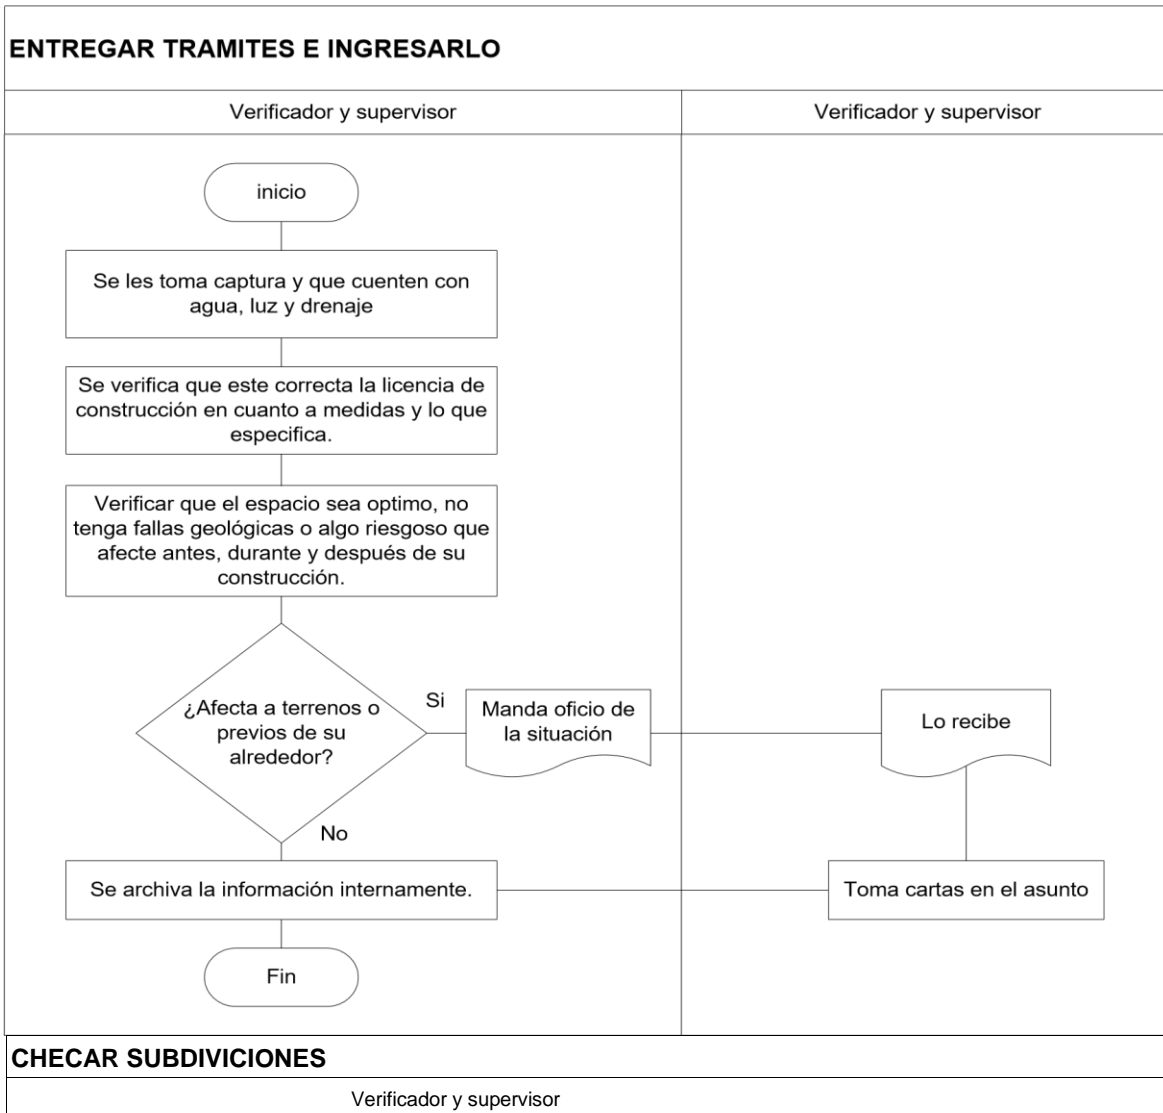 ENTREGAR TRAMITES E INGRESARLO
Verificador y supervisor
Verificador y supervisor
inicio
Se les toma captura y que cuenten con
agua, luz y drenaje
Se verifica que este correcta la licencia de
construcción en cuanto a medidas y lo que
especifica.
Verificar que el espacio sea optimo, no
tenga fallas geológicas o algo riesgoso que
afecte antes, durante y después de su
construcción.
¿Afecta a terrenos o
previos de su
alrededor?
Si
Manda oficio de
la situación
Lo recibe
No
Se archiva la información internamente.
Toma cartas en el asunto
Fin
CHECAR SUBDIVICIONES
Verificador y supervisor